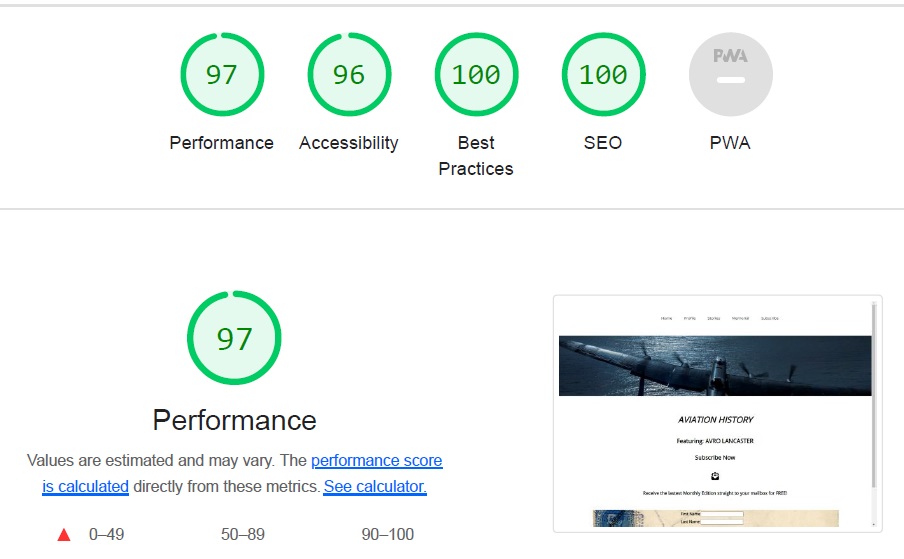 97
96
100
100
PWA
Performance
Accessibility
Best
Practices
SEO
PWA
97
Performance
Values are estimated and may vary. The performance score
is calculated directly from these metrics. See calculator.
0–49
50–89
90–100
Home
Subscribe
AVIATION HISTORY
Featuring: AVRO LANCASTER
Subscribe Now
Receive the lastest Monthly Edition straight to your mailbox for FREE!
First Name
Last Name